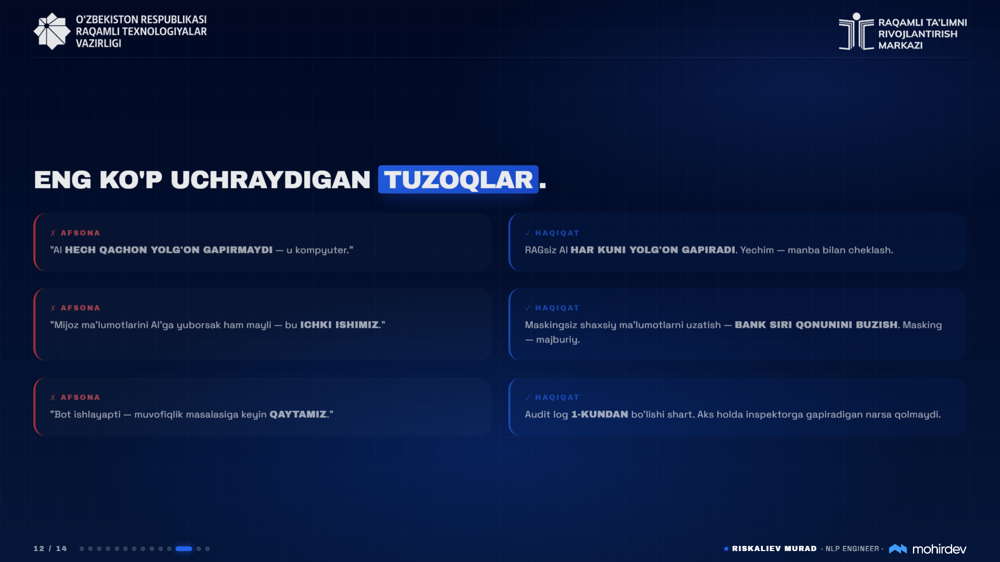 O'ZBEKISTON RESPUBLIKASI
RAQAMLI TEXNOLOGIYALAR
VAZIRLIGI
RAQAMLI TA'LIMNI
RIVOJLANTIRISH
MARKAZI
ENG KO'P UCHRAYDIGAN TUZOQLAR.
✗ AFSONA
"AI HECH QACHON YOLG'ON GAPIRMAYDI — u kompyuter."
✓ HAQIQAT
RAGsiz AI HAR KUNI YOLG'ON GAPIRADI. Yechim — manba bilan cheklash.
✗ AFSONA
"Mijoz ma'lumotlarini AI'ga yuborsak ham mayli — bu ICHKI ISHIMIZ."
✓ HAQIQAT
Maskingsiz shaxsiy ma'lumotlarni uzatish — BANK SIRI QONUNINI BUZISH. Masking
— majburiy.
✗ AFSONA
"Bot ishlayapti — muvofiqlik masalasiga keyin QAYTAMIZ."
✓ HAQIQAT
Audit log 1-KUNDAN bo'lishi shart. Aks holda inspektorga gapiradigan narsa qolmaydi.
12 / 14
RISKALIEV MURAD · NLP ENGINEER · mohirdev